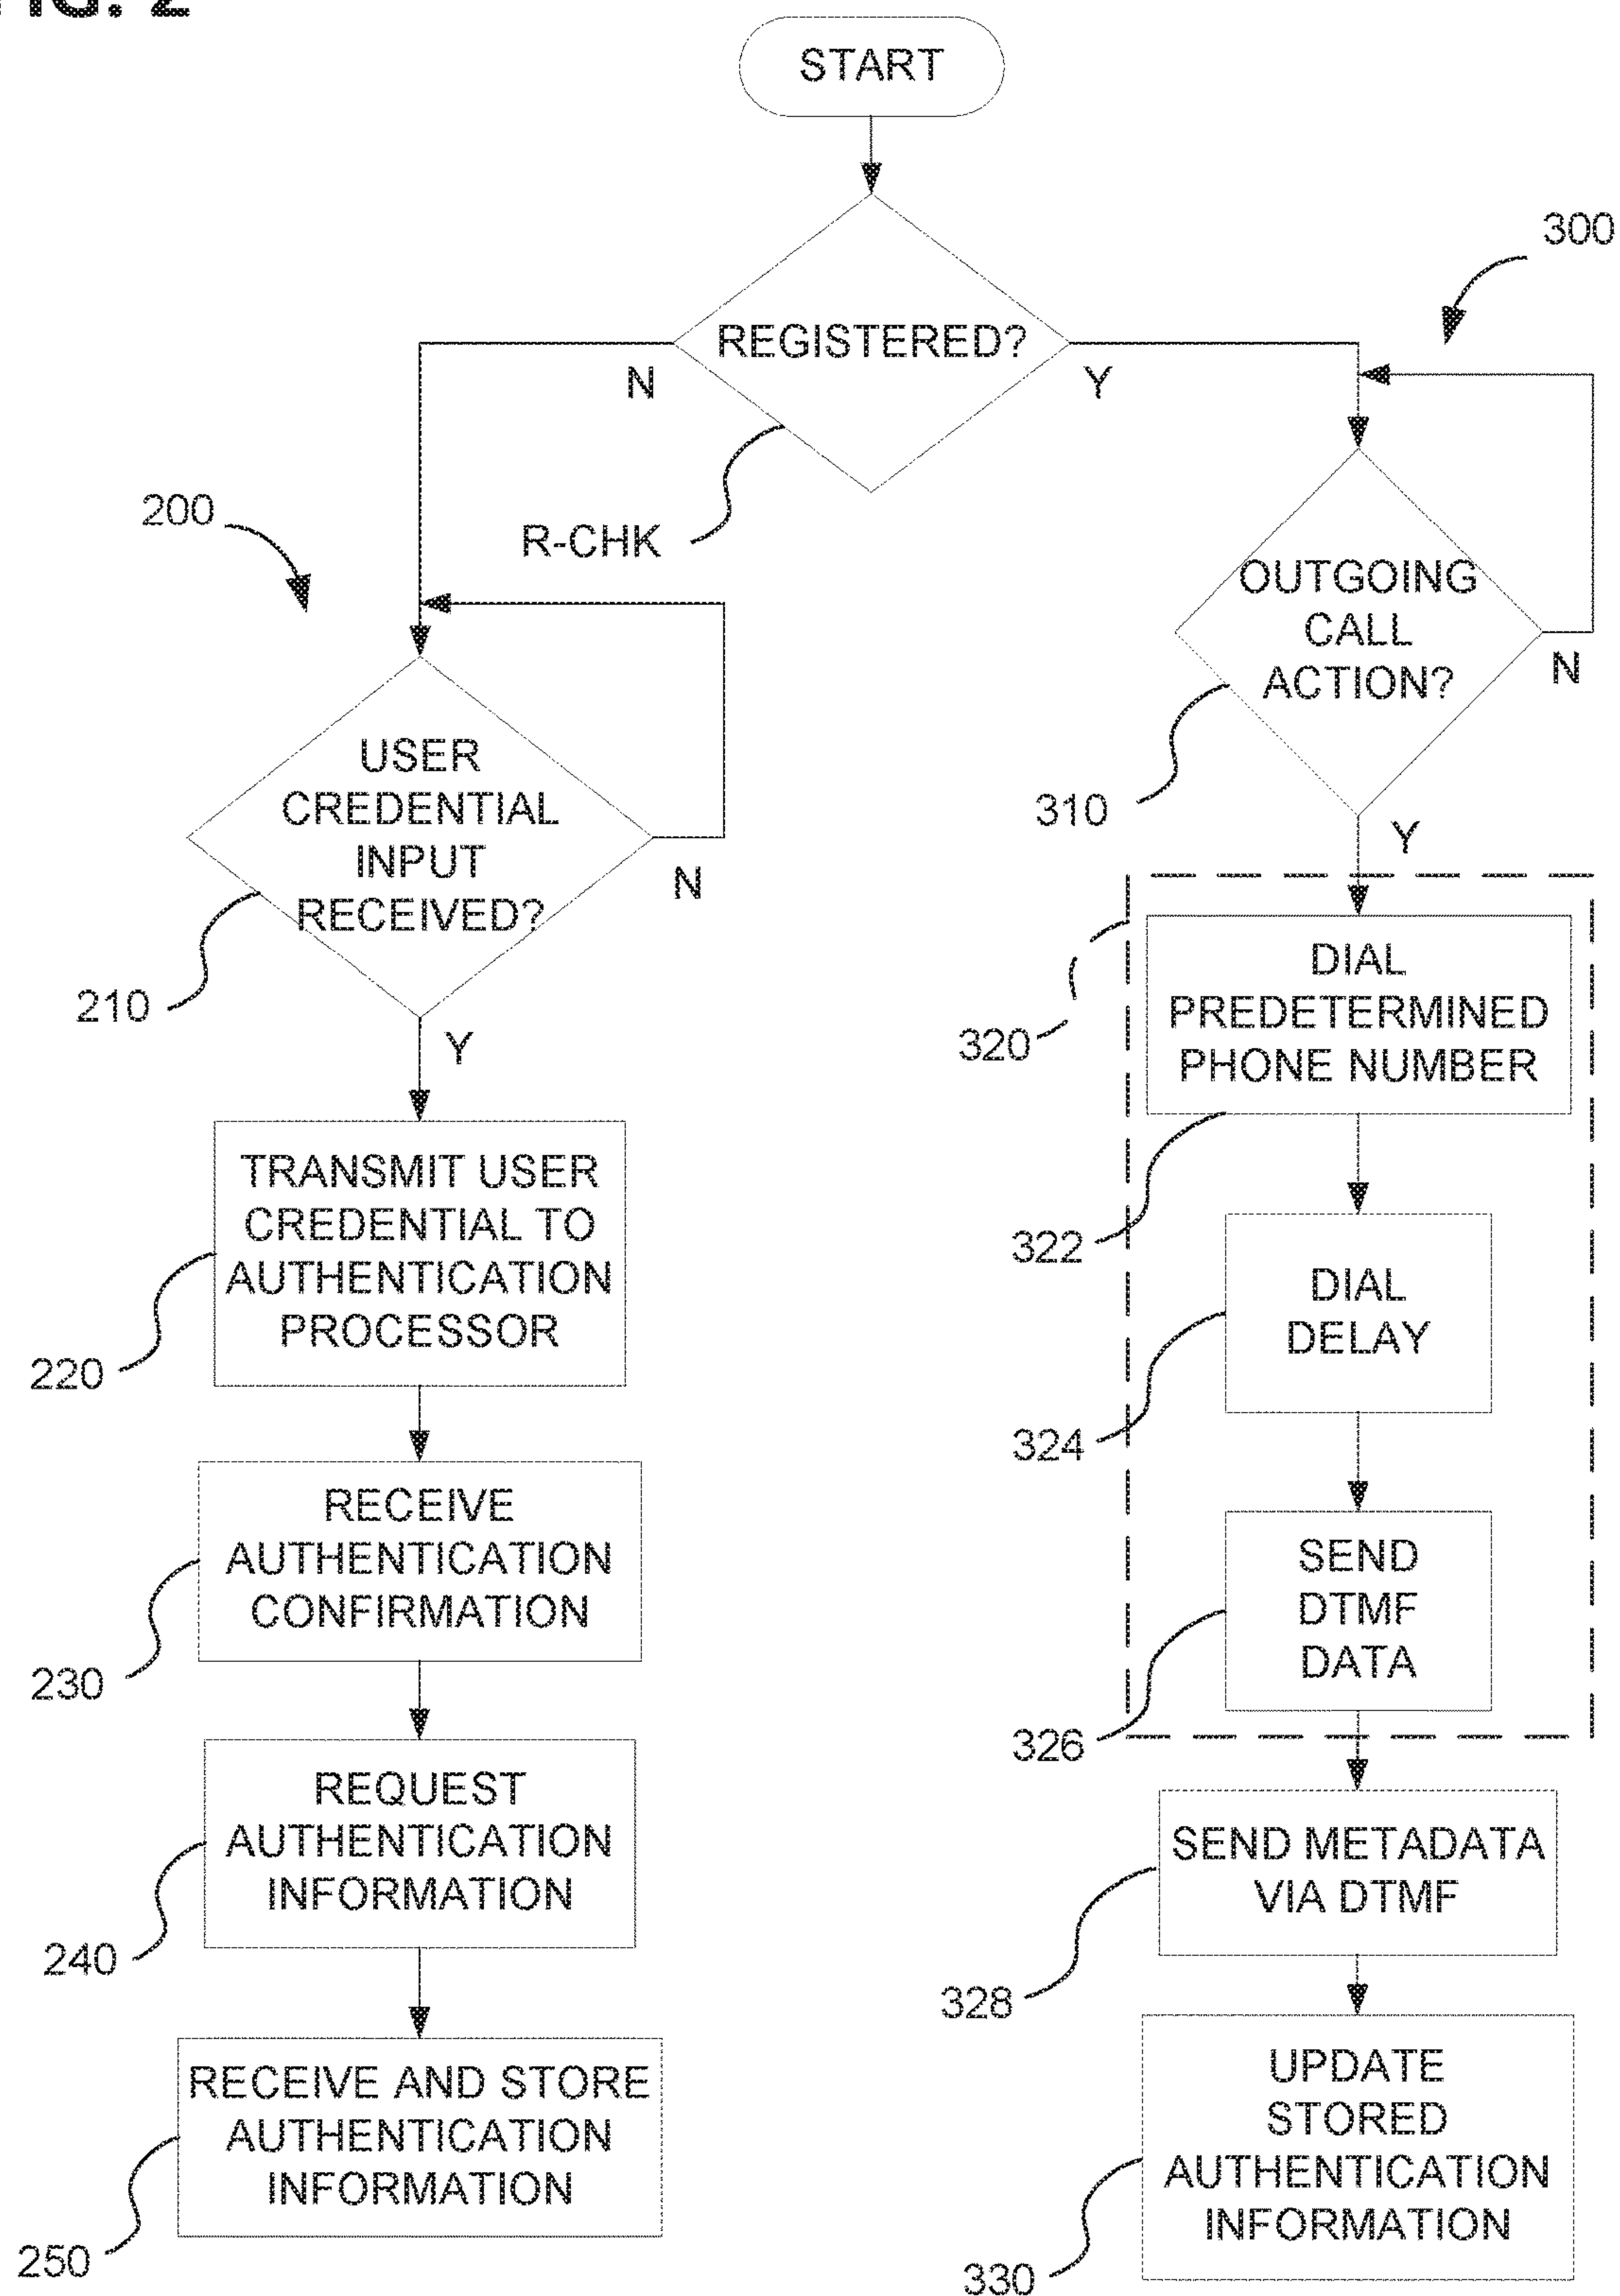 FIG. 2
START
300
REGISTERED?
N
Y
200
R-CHK
OUTGOING
CALL
ACTION?
N
310
Y
USER
CREDENTIAL
INPUT
RECEIVED?
N
210
Y
320
DIAL
PREDETERMINED
PHONE NUMBER
322
TRANSMIT USER
CREDENTIAL TO
AUTHENTICATION
PROCESSOR
220
DIAL
DELAY
324
RECEIVE
AUTHENTICATION
CONFIRMATION
230
SEND
DTMF
DATA
326
REQUEST
AUTHENTICATION
INFORMATION
240
SEND METADATA
VIA DTMF
328
RECEIVE AND STORE
AUTHENTICATION
INFORMATION
250
UPDATE
STORED
AUTHENTICATION
INFORMATION
330